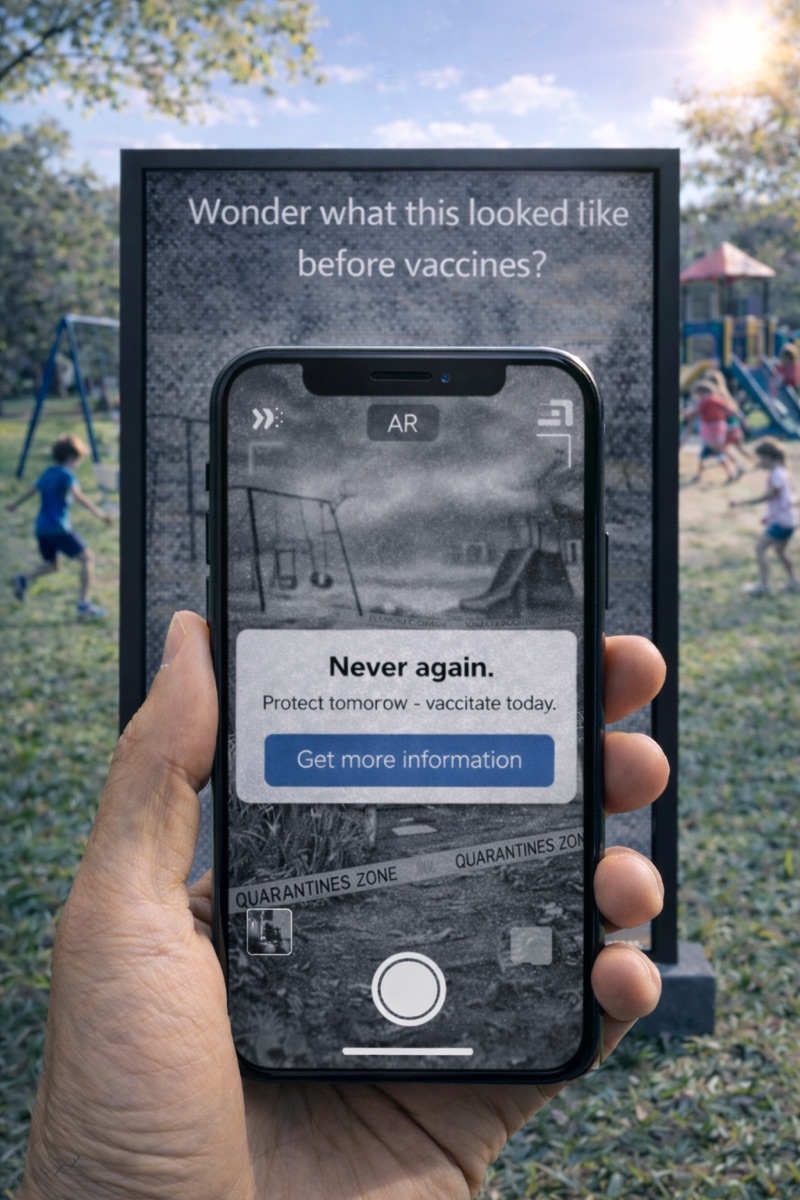 Wonder what this looked like
before vaccines?
AR
Never again.
Protect tomorow - vaccitate today.
Get more information
QUARANTINES ZONE QUARANTINES ZON